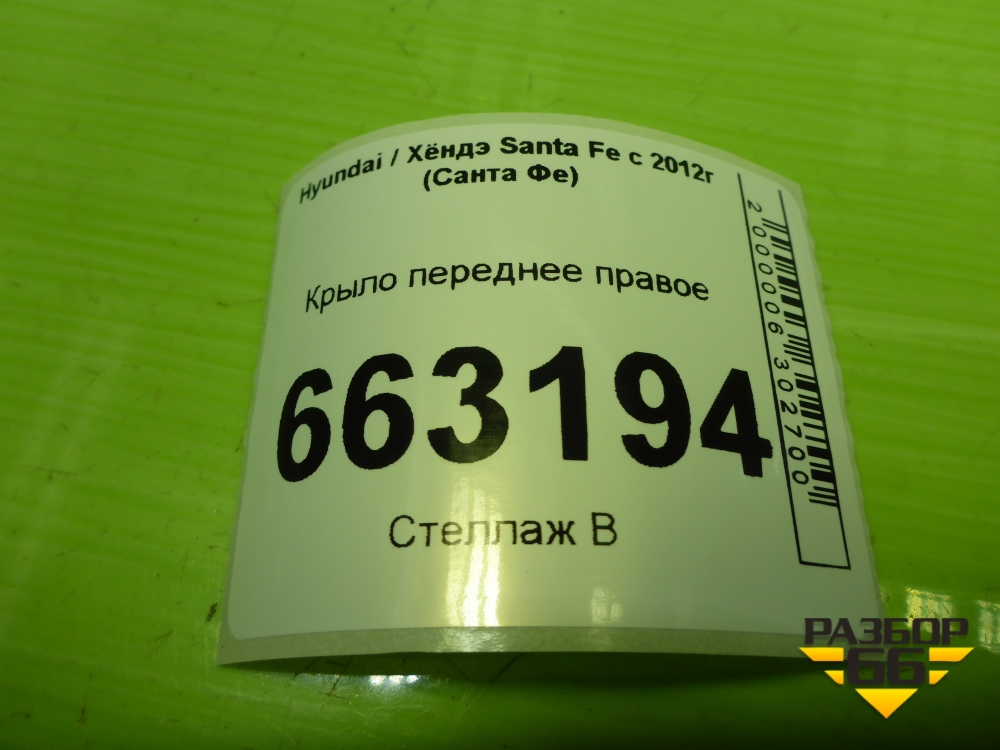 Hyundai / Хёндэ Santa Fe с 2012г
(Санта Фе)
Крыло переднее правое
663194
Стеллаж В
2000006302700
РАЗБОР
66